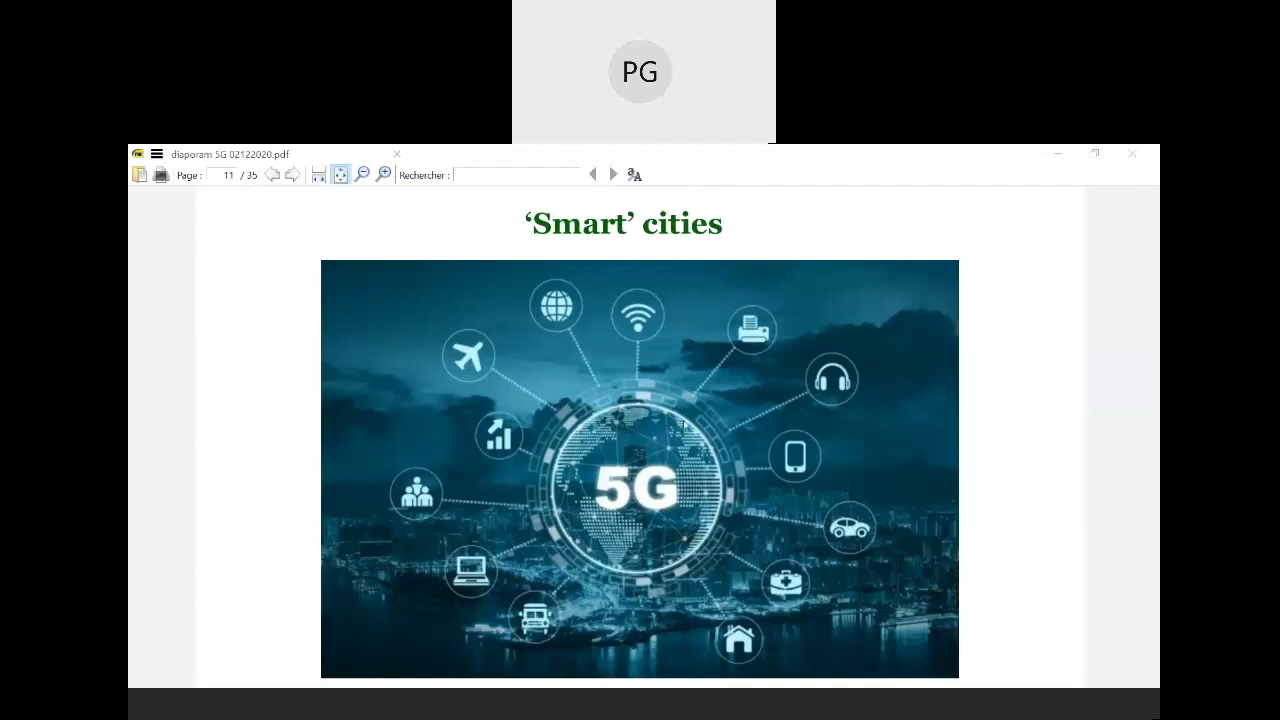 PG
diaporam 5G 02122020.pdf
Page : 11 / 35 Rechercher :
‘Smart’ cities
5G